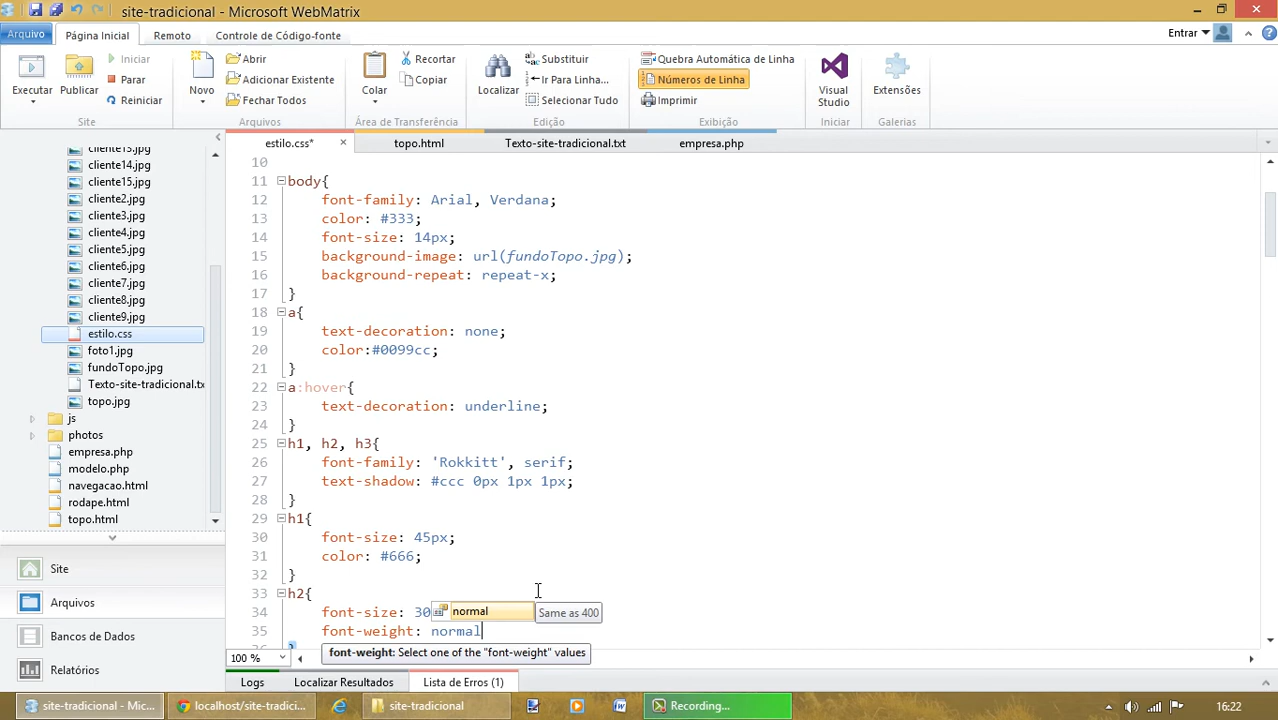 site-tradicional - Microsoft WebMatrix
Arquivo
Página Inicial
Remoto
Controle de Código-fonte
Entrar
Executar
Publicar
Iniciar
Parar
Reiniciar
Site
Novo
Abrir
Adicionar Existente
Fechar Todos
Arquivos
Colar
Recortar
Copiar
Área de Transferência
Localizar
Substituir
Ir Para Linha...
Selecionar Tudo
Edição
Quebra Automática de Linha
Números de Linha
Imprimir
Exibição
Visual
Studio
Iniciar
Extensões
Galerias
cliente13.jpg
cliente14.jpg
cliente15.jpg
cliente2.jpg
cliente3.jpg
cliente4.jpg
cliente5.jpg
cliente6.jpg
cliente7.jpg
cliente8.jpg
cliente9.jpg
estilo.css
foto1.jpg
fundoTopo.jpg
Texto-site-tradicional.tx
topo.jpg
js
photos
empresa.php
modelo.php
navegacao.html
rodape.html
topo.html
Site
Arquivos
Bancos de Dados
Relatórios
estilo.css*
topo.html
Texto-site-tradicional.txt
empresa.php
10
11 body{
12 font-family: Arial, Verdana;
13 color: #333;
14 font-size: 14px;
15 background-image: url(fundoTopo.jpg);
16 background-repeat: repeat-x;
17 }
18 a{
19 text-decoration: none;
20 color:#0099cc;
21 }
22 a:hover{
23 text-decoration: underline;
24 }
25 h1, h2, h3{
26 font-family: 'Rokkitt', serif;
27 text-shadow: #ccc 0px 1px 1px;
28 }
29 h1{
30 font-size: 45px;
31 color: #666;
32 }
33 h2{
34 font-size: 30
normal
Same as 400
35 font-weight: normal
font-weight: Select one of the "font-weight" values
100 %
Logs
Localizar Resultados
Lista de Erros (1)
site-tradicional - Mic...
localhost/site-tradici...
site-tradicional
Recording...
16:22